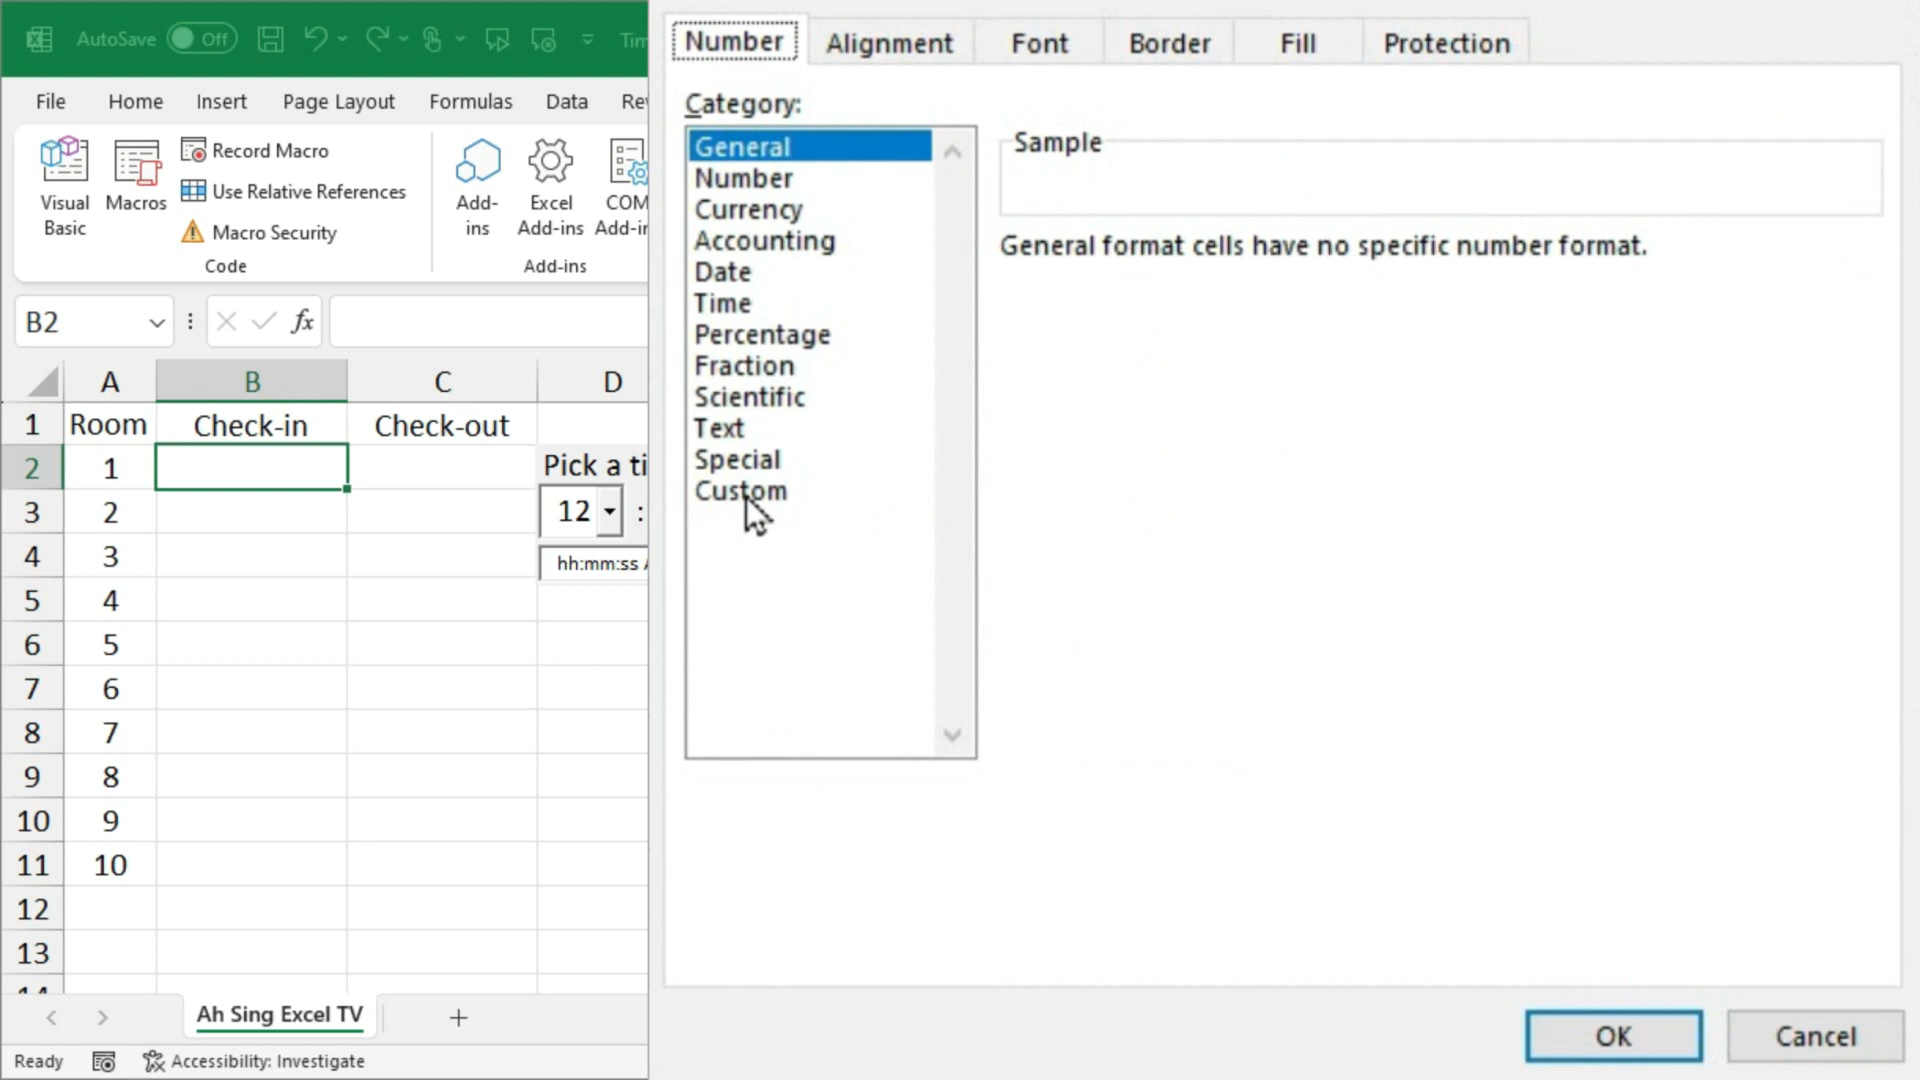 AutoSave Off
File Home Insert Page Layout Formulas Data
Visual Basic
Macros
Record Macro
Use Relative References
Macro Security
Code
Add-ins
Excel Add-ins
COM
Add-ins
B2
fx
A B C D
1 Room Check-in Check-out
2 1 Pick a
3 2 12 :
4 3 hh:mm:ss
5 4
6 5
7 6
8 7
9 8
10 9
11 10
12
13
14
Ah Sing Excel TV
Ready Accessibility: Investigate
Number Alignment Font Border Fill Protection
Category:
General
Number
Currency
Accounting
Date
Time
Percentage
Fraction
Scientific
Text
Special
Custom
Sample
General format cells have no specific number format.
OK Cancel